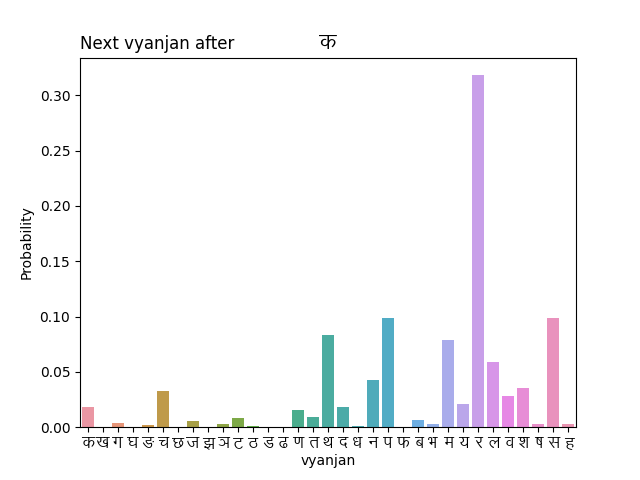 Next vyanjan after क
0.30
0.25
0.20
0.15
0.10
0.05
0.00
Probability
क ख ग घ ङ च छ ज झ ञ ट ठ ड ढ ण त थ द ध न प फ ब भ म य र ल व श ष स ह
vyanjan